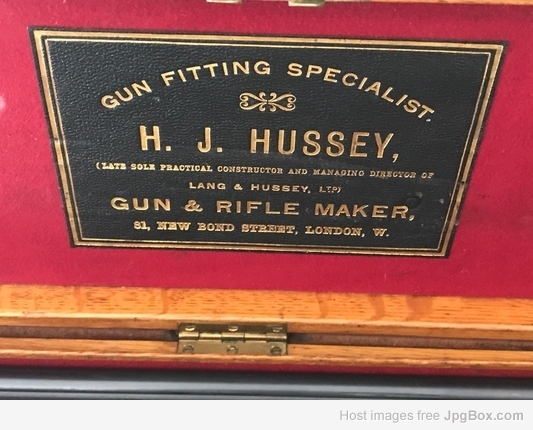 GUN FITTING SPECIALIST.
H. J. HUSSEY,
(LATE SOLE PRACTICAL CONSTRUCTOR AND MANAGING DIRECTOR OF
LANG & HUSSEY, LTD)
GUN & RIFLE MAKER,
81, NEW BOND STREET, LONDON, W.
Host images free JpgBox.com